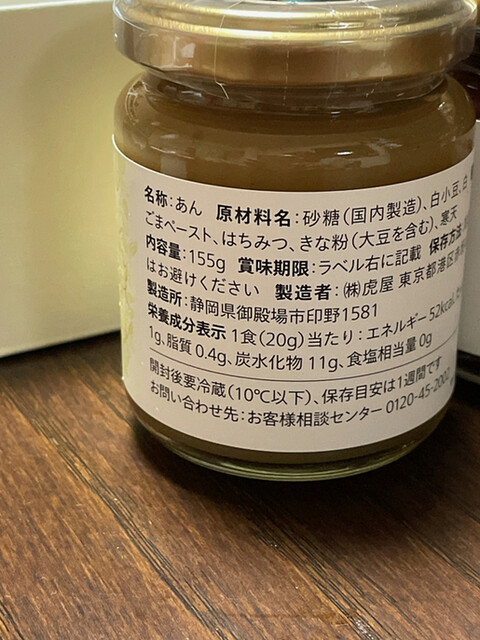 名称:あん 原材料名:砂糖(国内製造)、白小豆、白
ごまペースト、はちみつ、きな粉(大豆を含む)、寒天
内容量:155g 賞味期限:ラベル右に記載 保存方法
はお避けください 製造者:㈱虎屋 東京都港区赤
製造所:静岡県御殿場市印野1581
栄養成分表示 1食(20g)当たり:エネルギー52kcal、
1g、脂質 0.4g、炭水化物 11g、食塩相当量 0g
開封後要冷蔵(10℃以下)、保存目安は1週間です
お問い合わせ先:お客様相談センター 0120-45-200